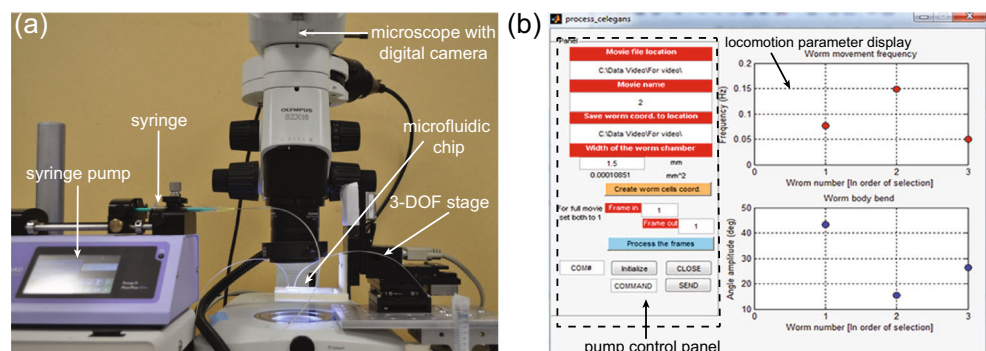 (a)
microscope with
digital camera
OLYMPUS
SZX16
syringe
microfluidic
chip
syringe pump
3-DOF stage
(b)
process_celegans
Panel
Movie file location
C:\Data Video\For video\
Movie name
2
Save worm coord. to location
C:\Data Video\For video\
Width of the worm chamber
1.5 mm
0.00010851 mm^2
Create worm cells coord.
For full movie
set both to 1
Frame in 1
Frame out 1
Process the frames
COM# Initialize CLOSE
COMMAND SEND
pump control panel
locomotion parameter display
Worm movement frequency
0.2
0.15
0.1
0.05
0
Frequency (Hz)
0 1 2 3
Wrom number [In order of selection]
Worm body bend
50
40
30
20
10
Angle amplitude (deg)
0 1 2 3
Worm number [In order of selection]